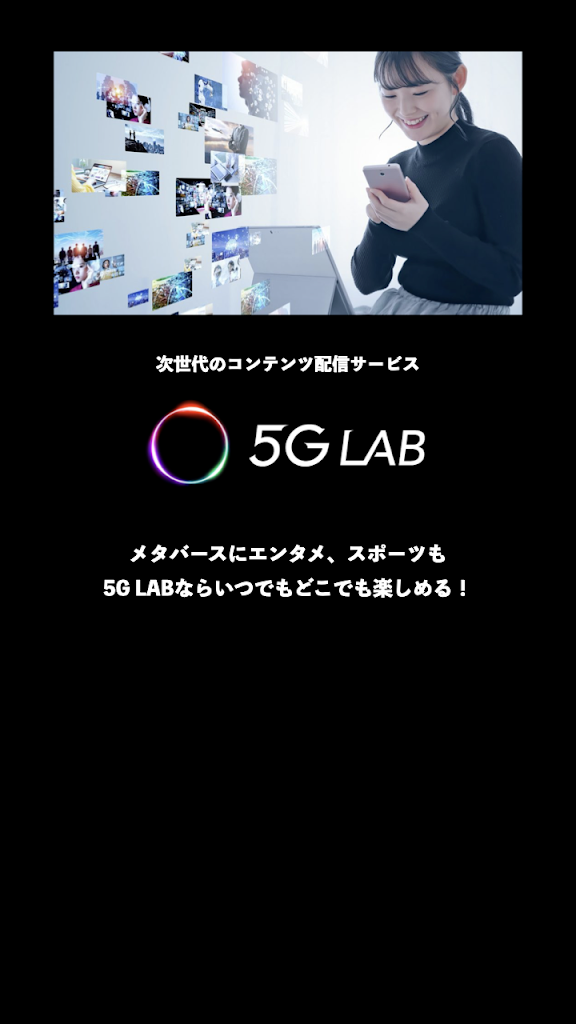 次世代のコンテンツ配信サービス
5G LAB
メタバースにエンタメ、スポーツも
5G LABならいつでもどこでも楽しめる！